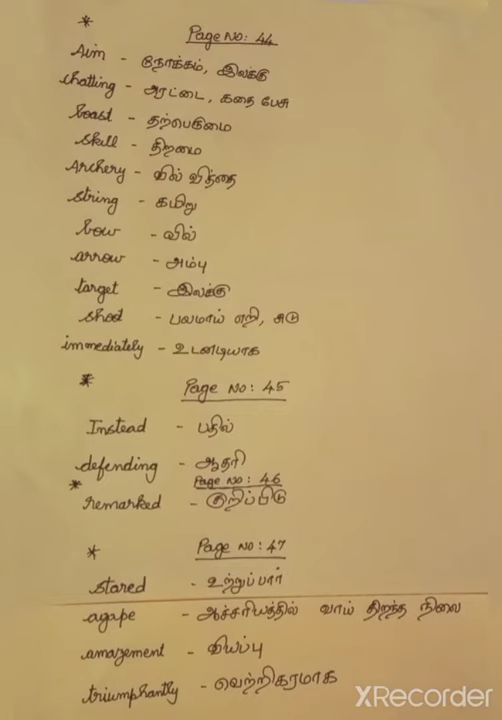 *
Page No: 44
Aim - நோக்கம், இலக்கு
chatting - அரட்டை, கதை பேசு
boast - தற்பெருமை
skill - திறமை
Archery - வில் வித்தை
string - கயிறு
bow - வில்
arrow - அம்பு
target - இலக்கு
shoot - பலமாய் எறி, சுடு
immediately - உடனடியாக
*
Page No: 45
Instead - பதில்
defending - ஆதரி
* Page No: 46
remarked - குறிப்பிடு
* Page No: 47
stared - உற்றுப்பார்
agape - ஆச்சரியத்தில் வாய் திறந்த நிலை
amazement - வியப்பு
triumphantly - வெற்றிகரமாக
XRecorder